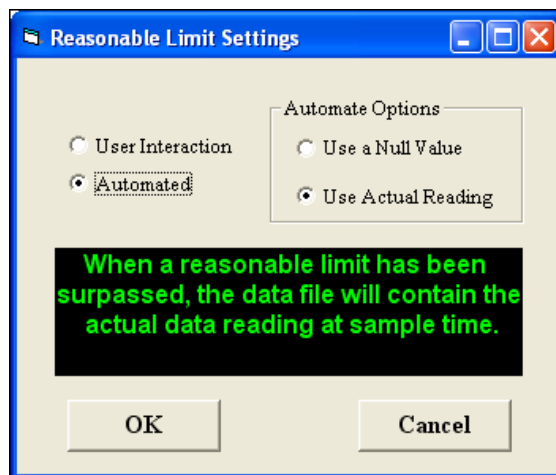 Reasonable Limit Settings
User Interaction
Automated
Automate Options
Use a Null Value
Use Actual Reading
When a reasonable limit has been
surpassed, the data file will contain the
actual data reading at sample time.
OK
Cancel